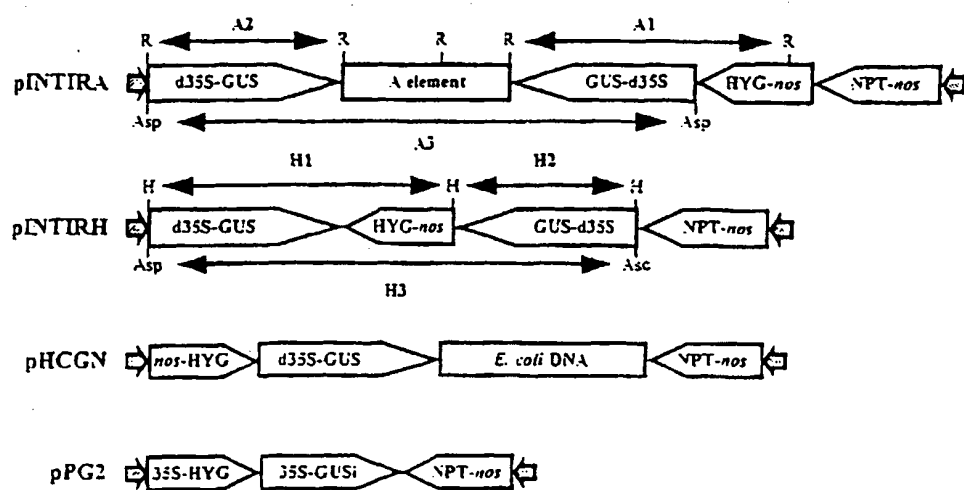 A2 A1
R R R R R
pINTIRA d35S-GUS A element GUS-d35S HYG-nos NPT-nos
Asp Asp
A3
H1 H2
H H H
pINTIRH d35S-GUS HYG-nos GUS-d35S NPT-nos
Asp Asc
H3
pHCGN nos-HYG d35S-GUS E. coli DNA NPT-nos
pPG2 35S-HYG 35S-GUSi NPT-nos